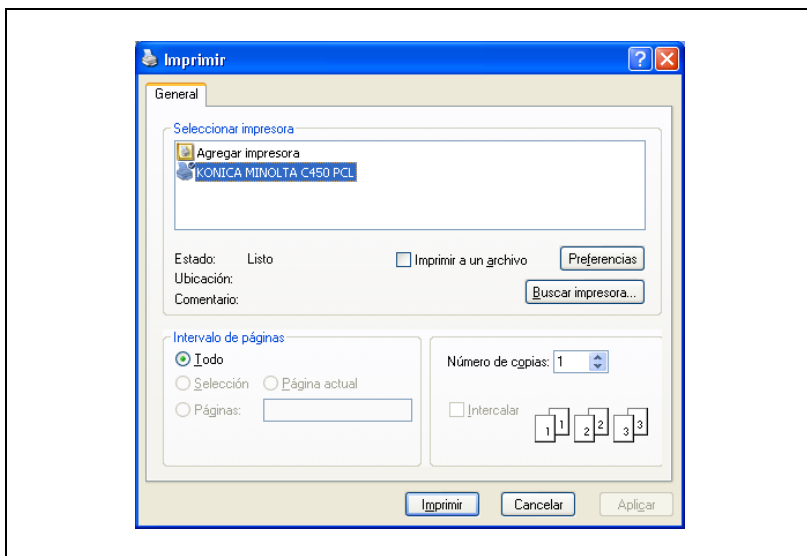 Imprimir
General
Seleccionar impresora
Agregar impresora
KONICA MINOLTA C450 PCL
Estado: Listo
Imprimir a un archivo
Preferencias
Ubicación:
Comentario:
Buscar impresora...
Intervalo de páginas
Todo
Selección Página actual
Páginas:
Número de copias: 1
Intercalar
1 1 2 2 3 3
Imprimir Cancelar Aplicar